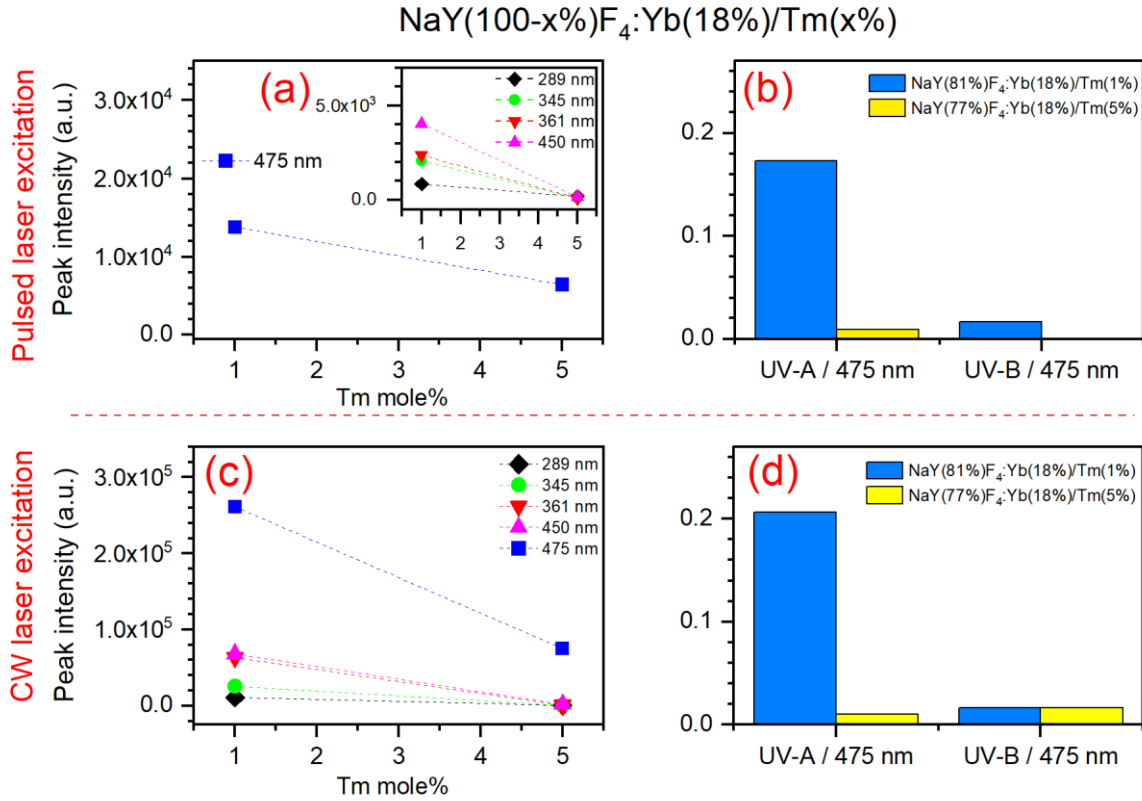 NaY(100-x%)F4:Yb(18%)/Tm(x%)
Pulsed laser excitation
Peak intensity (a.u.)
3.0x10^4
2.0x10^4
1.0x10^4
0.0
(a)
475 nm
5.0x10^3
0.0
289 nm
345 nm
361 nm
450 nm
1 2 3 4 5
1 2 3 4 5
Tm mole%
(b)
NaY(81%)F4:Yb(18%)/Tm(1%)
NaY(77%)F4:Yb(18%)/Tm(5%)
0.2
0.1
0.0
UV-A / 475 nm UV-B / 475 nm
CW laser excitation
Peak intensity (a.u.)
3.0x10^5
2.0x10^5
1.0x10^5
0.0
(c)
289 nm
345 nm
361 nm
450 nm
475 nm
1 2 3 4 5
Tm mole%
(d)
NaY(81%)F4:Yb(18%)/Tm(1%)
NaY(77%)F4:Yb(18%)/Tm(5%)
0.2
0.1
0.0
UV-A / 475 nm UV-B / 475 nm